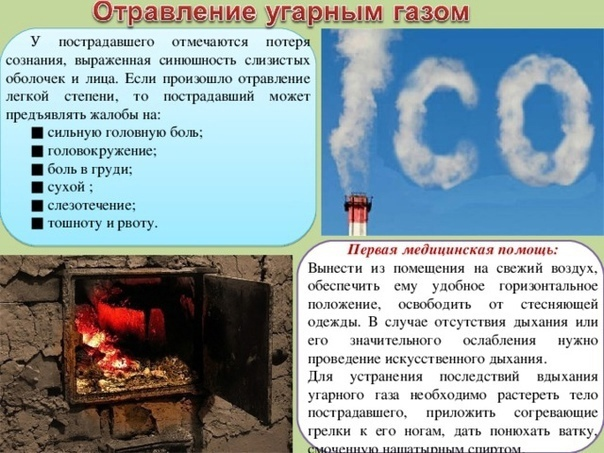 Отравление угарным газом
У пострадавшего отмечаются потеря
сознания, выраженная синюшность слизистых
оболочек и лица. Если произошло отравление
легкой степени, то пострадавший может
предъявлять жалобы на:
■ сильную головную боль;
■ головокружение;
■ боль в груди;
■ сухой ;
■ слезотечение;
■ тошноту и рвоту.
CO
Первая медицинская помощь:
Вынести из помещения на свежий воздух,
обеспечить ему удобное горизонтальное
положение, освободить от стесняющей
одежды. В случае отсутствия дыхания или
его значительного ослабления нужно
проведение искусственного дыхания.
Для устранения последствий вдыхания
угарного газа необходимо растереть тело
пострадавшего, приложить согревающие
грелки к его ногам, дать понюхать ватку,
смоченную нашатырным спиртом.